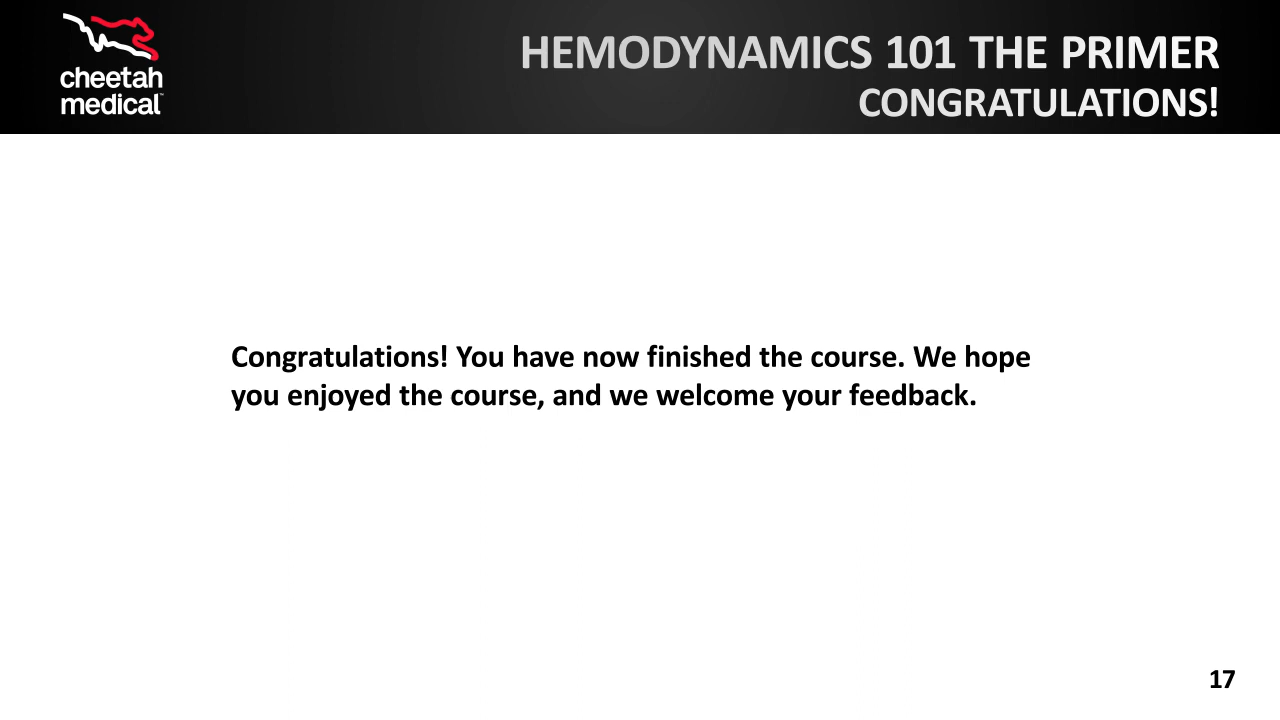 cheetah
medical™
HEMODYNAMICS 101 THE PRIMER
CONGRATULATIONS!
Congratulations! You have now finished the course. We hope
you enjoyed the course, and we welcome your feedback.
17